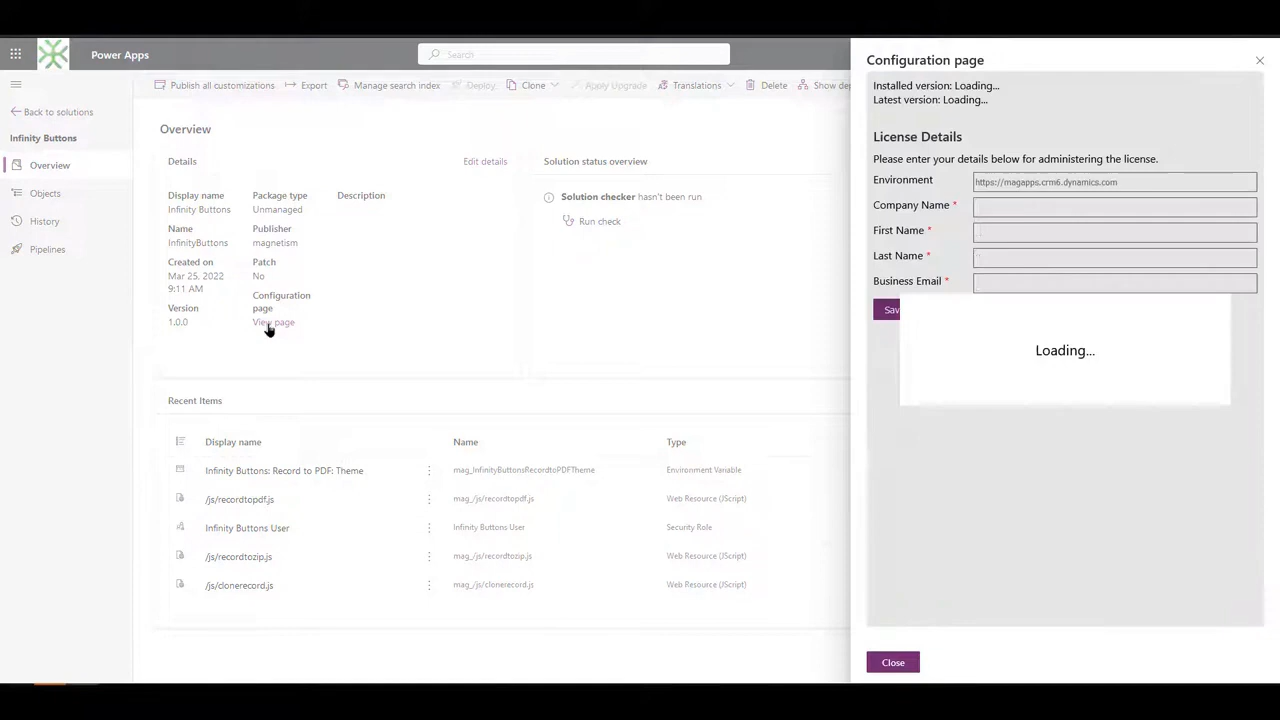 Power Apps
Search
Publish all customizations
Export
Manage search index
Deploy
Clone
Apply Upgrade
Translations
Delete
Show dep
Back to solutions
Infinity Buttons
Overview
Objects
History
Pipelines
Overview
Details
Edit details
Display name
Infinity Buttons
Package type
Unmanaged
Description
Name
InfinityButtons
Publisher
magnetism
Created on
Mar 25, 2022
9:11 AM
Patch
No
Configuration
page
View page
Version
1.0.0
Solution status overview
Solution checker hasn't been run
Run check
Recent Items
Display name Name Type
Infinity Buttons: Record to PDF: Theme mag_InfinityButtonsRecordtoPDFTheme Environment Variable
/js/recordtopdf.js mag_/js/recordtopdf.js Web Resource (JScript)
Infinity Buttons User Infinity Buttons User Security Role
/js/recordtozip.js mag_/js/recordtozip.js Web Resource (JScript)
/js/clonerecord.js mag_/js/clonerecord.js Web Resource (JScript)
Configuration page
Installed version: Loading...
Latest version: Loading...
License Details
Please enter your details below for administering the license.
Environment https://magapps.crm6.dynamics.com
Company Name *
First Name *
Last Name *
Business Email *
Sav
Loading...
Close